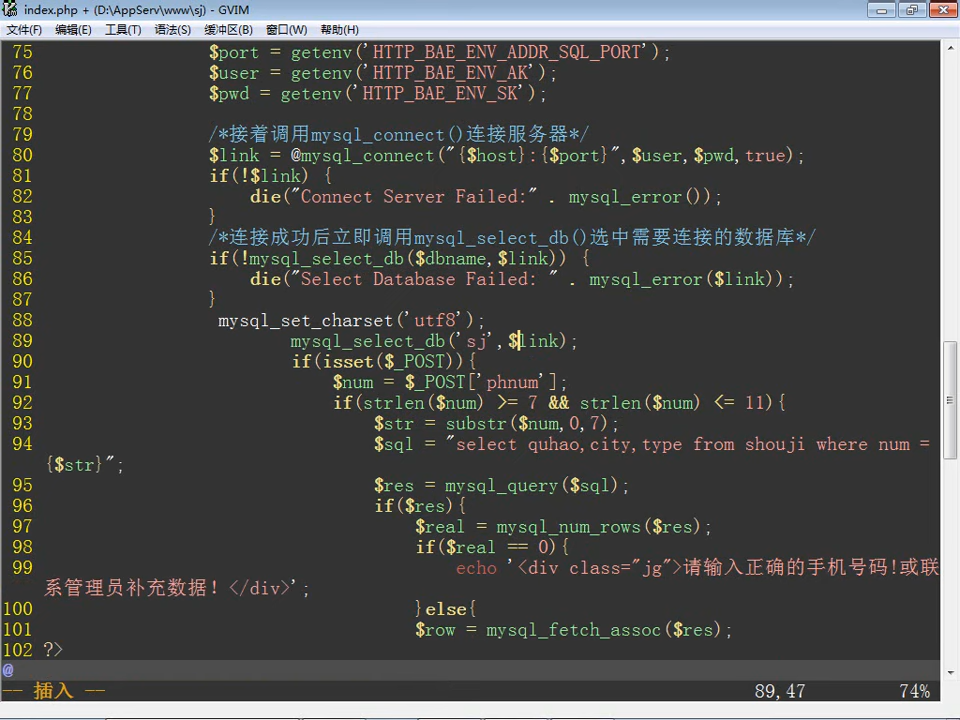 index.php + (D:\AppServ\www\sj) - GVIM
文件(F) 编辑(E) 工具(T) 语法(S) 缓冲区(B) 窗口(W) 帮助(H)
75 $port = getenv('HTTP_BAE_ENV_ADDR_SQL_PORT');
76 $user = getenv('HTTP_BAE_ENV_AK');
77 $pwd = getenv('HTTP_BAE_ENV_SK');
78
79 /*接着调用mysql_connect()连接服务器*/
80 $link = @mysql_connect("{$host}:{$port}",$user,$pwd,true);
81 if(!$link) {
82 die("Connect Server Failed:" . mysql_error());
83 }
84 /*连接成功后立即调用mysql_select_db()选中需要连接的数据库*/
85 if(!mysql_select_db($dbname,$link)) {
86 die("Select Database Failed: " . mysql_error($link));
87 }
88 mysql_set_charset('utf8');
89 mysql_select_db('sj',$link);
90 if(isset($_POST)){
91 $num = $_POST['phnum'];
92 if(strlen($num) >= 7 && strlen($num) <= 11){
93 $str = substr($num,0,7);
94 $sql = "select quhao,city,type from shouji where num =
{$str}";
95 $res = mysql_query($sql);
96 if($res){
97 $real = mysql_num_rows($res);
98 if($real == 0){
99 echo '<div class="jg">请输入正确的手机号码!或联
系管理员补充数据！</div>';
100 }else{
101 $row = mysql_fetch_assoc($res);
102 ?>
@
-- 插入 -- 89,47 74%